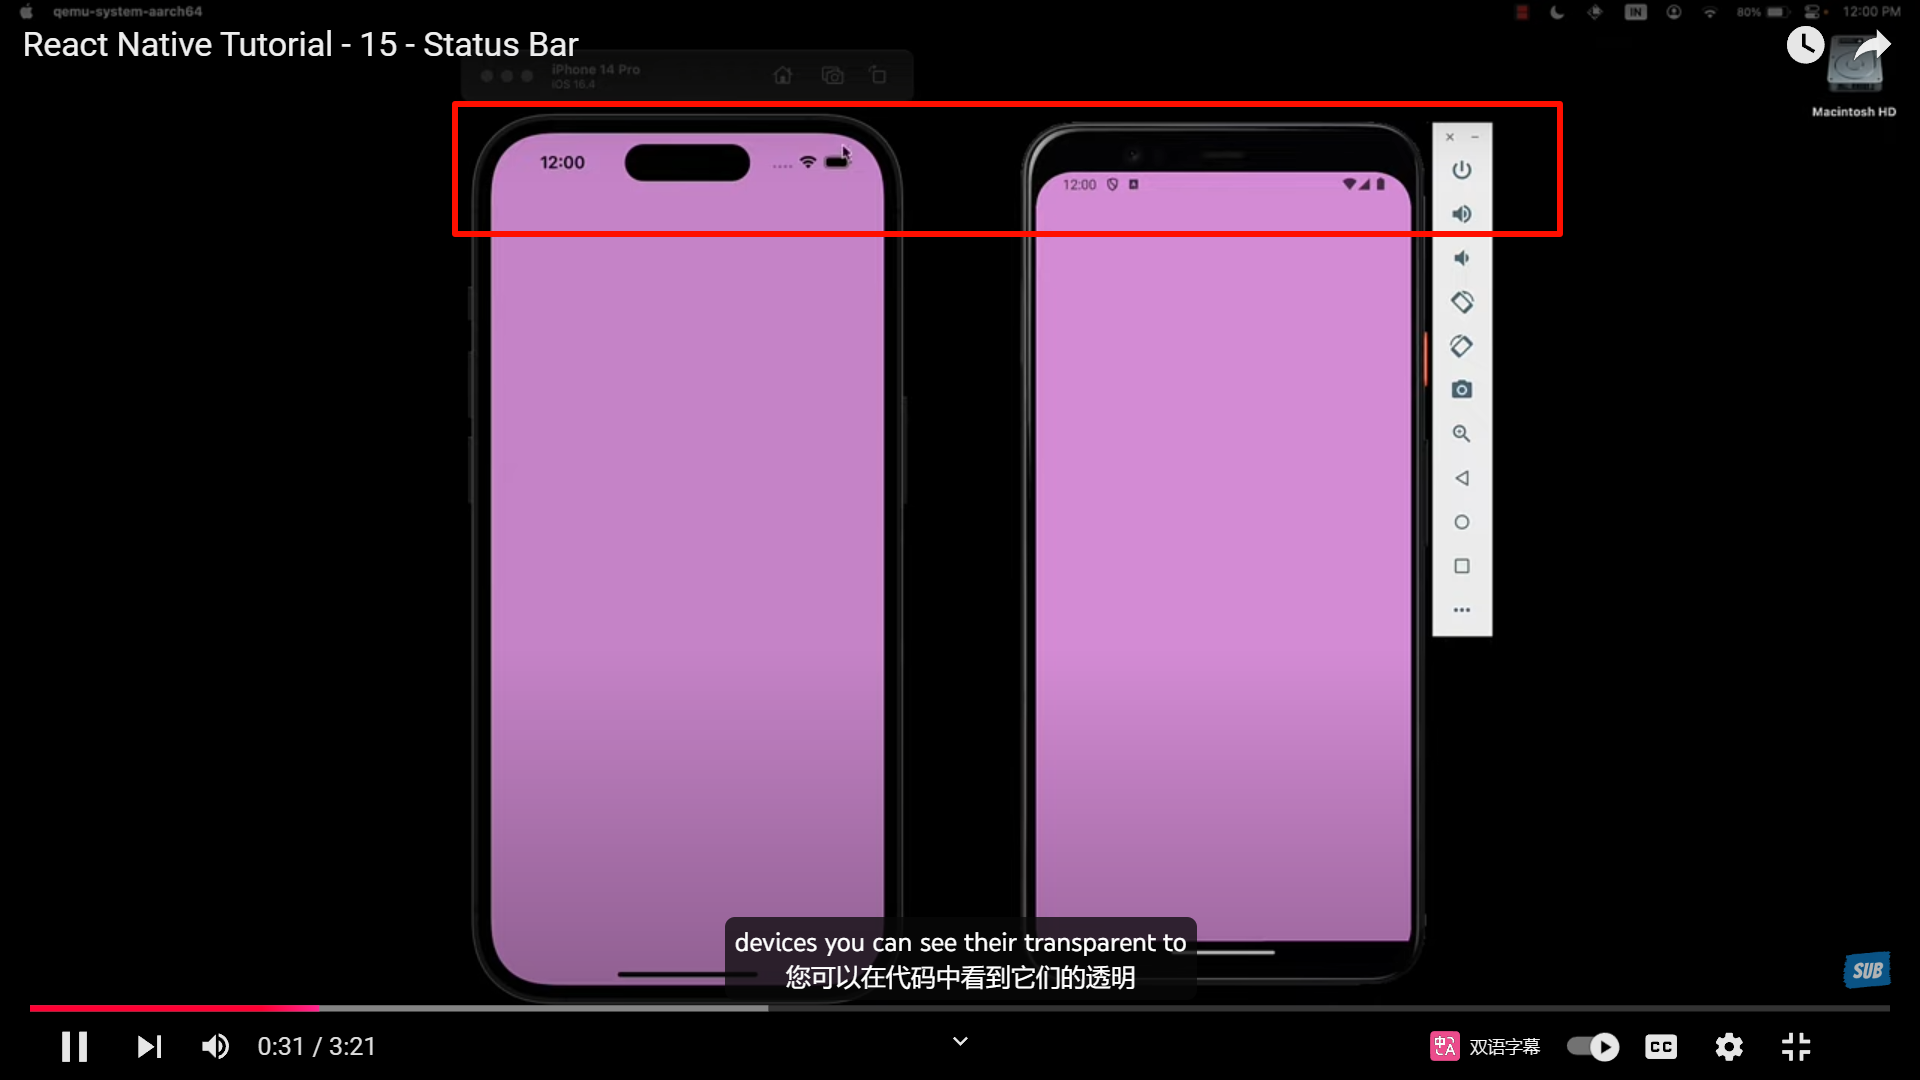 qemu-system-aarch64
IN
80%
12:00 PM
React Native Tutorial - 15 - Status Bar
iPhone 14 Pro
iOS 16.4
Macintosh HD
12:00
12:00
devices you can see their transparent to
您可以在代码中看到它们的透明
SUB
0:31 / 3:21
双语字幕
CC